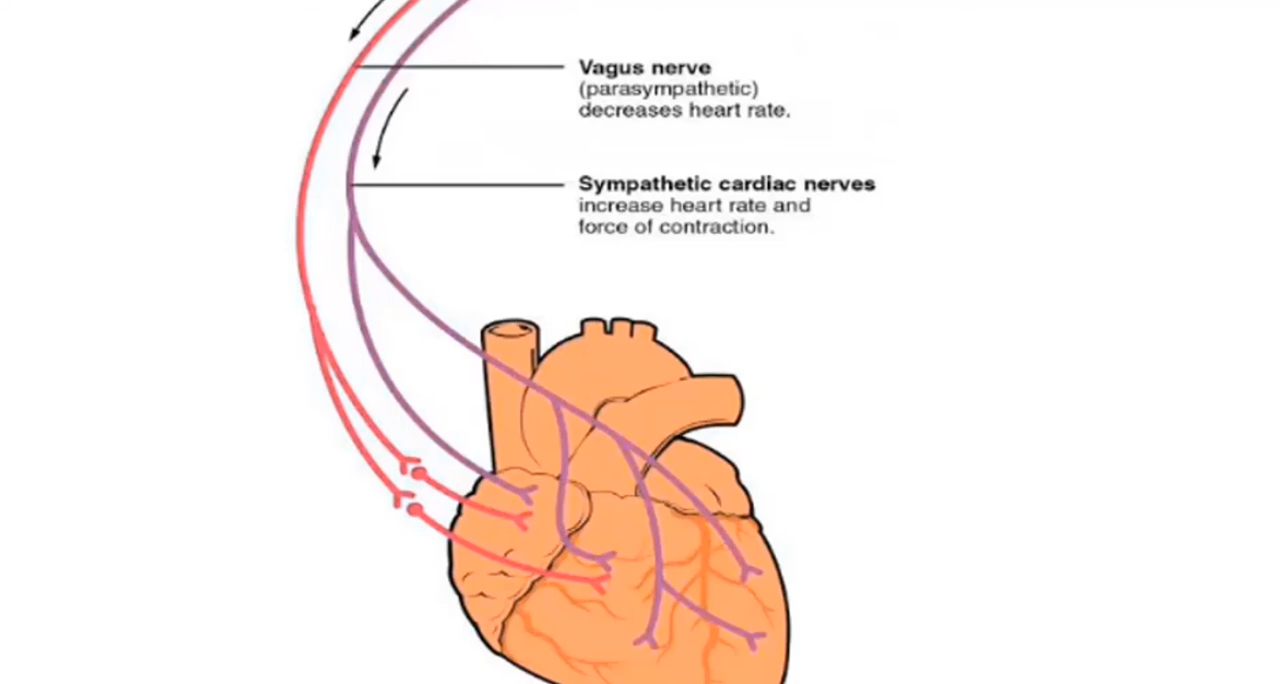 Vagus nerve
(parasympathetic)
decreases heart rate.
Sympathetic cardiac nerves
increase heart rate and
force of contraction.